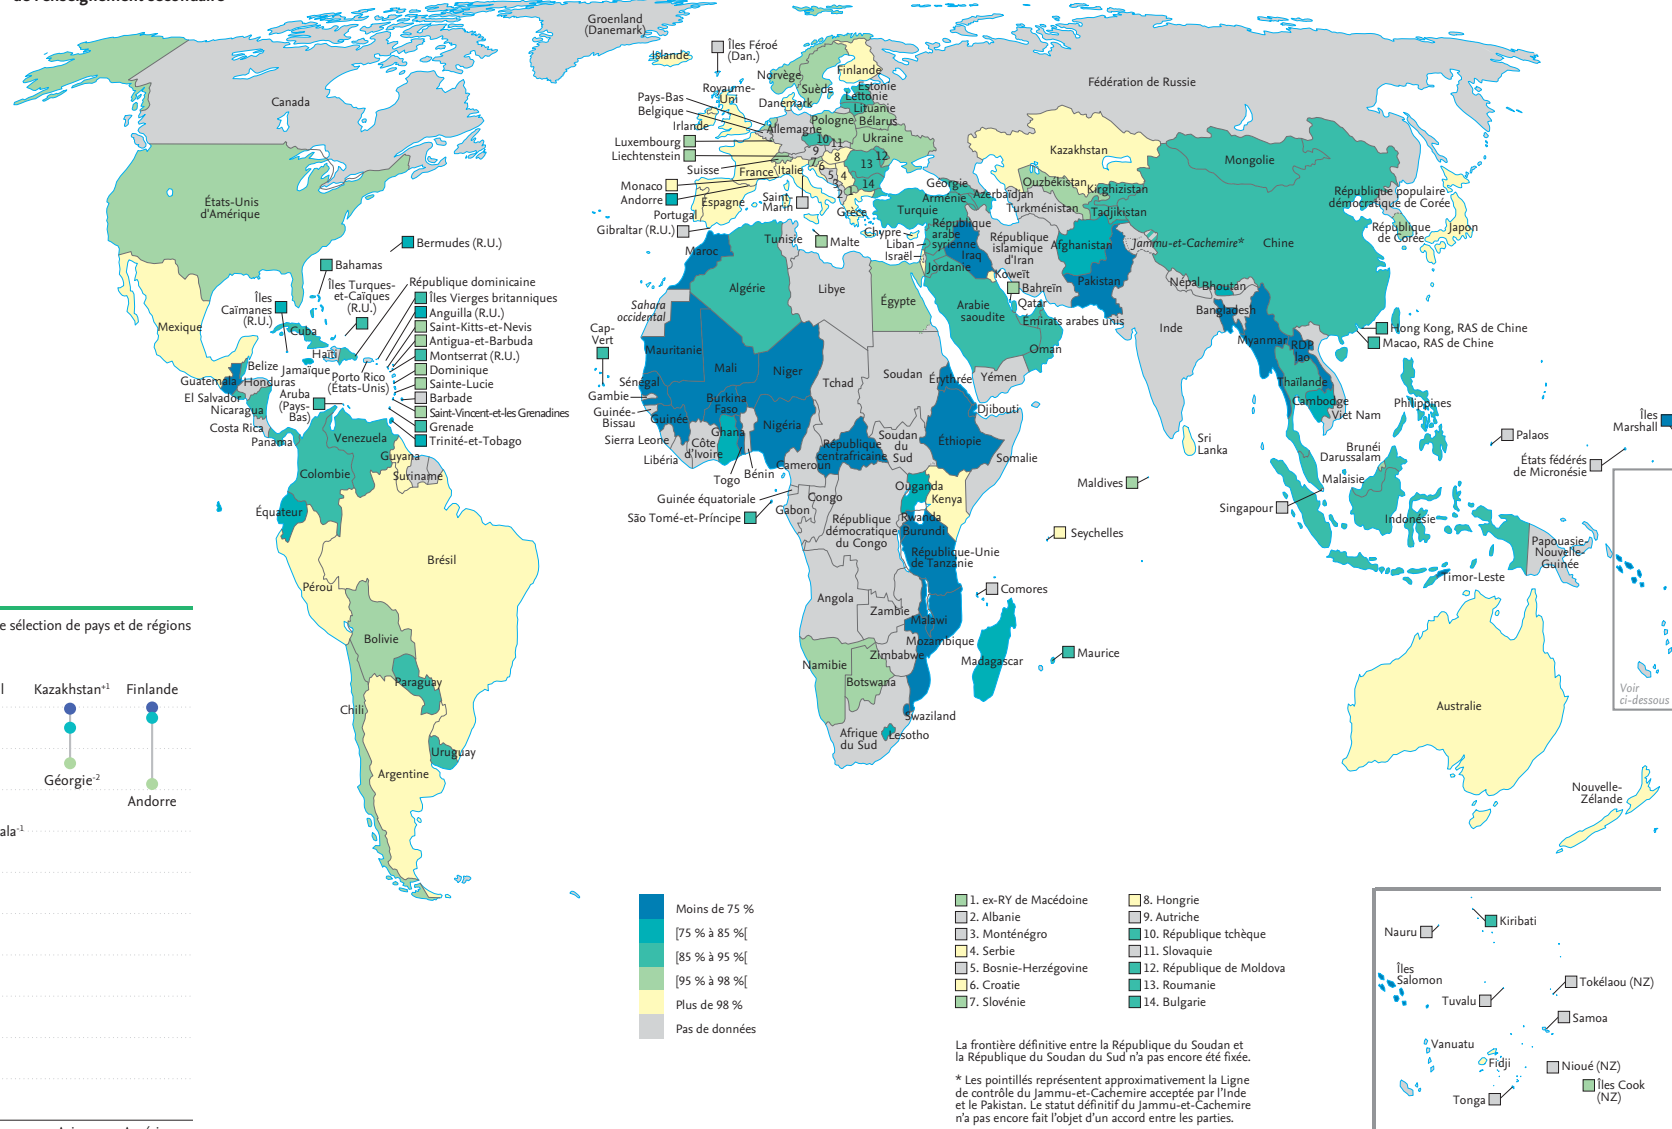 Groenland
(Danemark)
Islande
Îles Féroé
(Dan.)
Norvège
Suède
Finlande
Fédération de Russie
Canada
Royaume-
Uni
Danemark
Estonie
Lettonie
Lituanie
Pays-Bas
Belgique
Irlande
Allemagne
Pologne
Bélarus
Ukraine
Luxembourg
Liechtenstein
Suisse
France
Italie
10
11
9
8
7
6
5
4
3
2
1
12
13
14
Monaco
Andorre
Portugal
Espagne
Saint-
Marin
Grèce
Gibraltar (R.U.)
Malte
Kazakhstan
Mongolie
Géorgie
Azerbaïdjan
Arménie
Ouzbékistan
Kirghizistan
Turkménistan
Tadjikistan
Turquie
République populaire
démocratique de Corée
République
de Corée
Japon
États-Unis
d'Amérique
Maroc
Tunisie
Chypre
Liban
Israël
République
arabe
syrienne
Iraq
Jordanie
République
islamique
d'Iran
Afghanistan
Jammu-et-Cachemire*
Chine
Koweït
Bahreïn
Qatar
Émirats arabes unis
Pakistan
Népal
Bhoutan
Bangladesh
Inde
Myanmar
RDP
lao
Hong Kong, RAS de Chine
Macao, RAS de Chine
Bermudes (R.U.)
Bahamas
Îles Turques-
et-Caïques
(R.U.)
République dominicaine
Îles Vierges britanniques
Anguilla (R.U.)
Saint-Kitts-et-Nevis
Antigua-et-Barbuda
Montserrat (R.U.)
Dominique
Sainte-Lucie
Barbade
Saint-Vincent-et-les Grenadines
Grenade
Trinité-et-Tobago
Îles
Caïmanes
(R.U.)
Cuba
Haïti
Mexique
Belize
Jamaïque
Porto Rico
(États-Unis)
Guatemala
Honduras
El Salvador
Nicaragua
Aruba
(Pays-
Bas)
Costa Rica
Panama
Venezuela
Guyana
Suriname
Colombie
Équateur
Brésil
Pérou
Bolivie
Paraguay
Chili
Uruguay
Argentine
Sahara
occidental
Algérie
Libye
Égypte
Arabie
saoudite
Oman
Yémen
Cap-
Vert
Mauritanie
Mali
Niger
Tchad
Soudan
Érythrée
Djibouti
Sénégal
Gambie
Guinée-
Bissau
Guinée
Sierra Leone
Libéria
Côte
d'Ivoire
Burkina
Faso
Ghana
Togo
Bénin
Nigéria
Cameroun
République
centrafricaine
Soudan
du
Sud
Éthiopie
Somalie
Guinée équatoriale
São Tomé-et-Príncipe
Gabon
Congo
République
démocratique
du Congo
Ouganda
Kenya
Rwanda
Burundi
République-Unie
de Tanzanie
Seychelles
Comores
Angola
Zambie
Malawi
Mozambique
Zimbabwe
Madagascar
Maurice
Namibie
Botswana
Swaziland
Afrique
du Sud
Lesotho
Thaïlande
Cambodge
Viet Nam
Philippines
Sri
Lanka
Maldives
Brunéi
Darussalam
Malaisie
Singapour
Indonésie
Palaos
États fédérés
de Micronésie
Îles
Marshall
Papouasie-
Nouvelle-
Guinée
Timor-Leste
Australie
Nouvelle-
Zélande
Voir
ci-dessous
e sélection de pays et de régions
Kazakhstan+1
Finlande
Géorgie-2
Andorre
ala-1
Moins de 75 %
[75 % à 85 %[
[85 % à 95 %[
[95 % à 98 %[
Plus de 98 %
Pas de données
1. ex-RY de Macédoine
2. Albanie
3. Monténégro
4. Serbie
5. Bosnie-Herzégovine
6. Croatie
7. Slovénie
8. Hongrie
9. Autriche
10. République tchèque
11. Slovaquie
12. République de Moldova
13. Roumanie
14. Bulgarie
La frontière définitive entre la République du Soudan et
la République du Soudan du Sud n'a pas encore été fixée.
* Les pointillés représentent approximativement la Ligne
de contrôle du Jammu-et-Cachemire acceptée par l'Inde
et le Pakistan. Le statut définitif du Jammu-et-Cachemire
n'a pas encore fait l'objet d'un accord entre les parties.
Kiribati
Nauru
Îles
Salomon
Tuvalu
Tokélaou (NZ)
Samoa
Vanuatu
Fidji
Nioué (NZ)
Îles Cook
(NZ)
Tonga